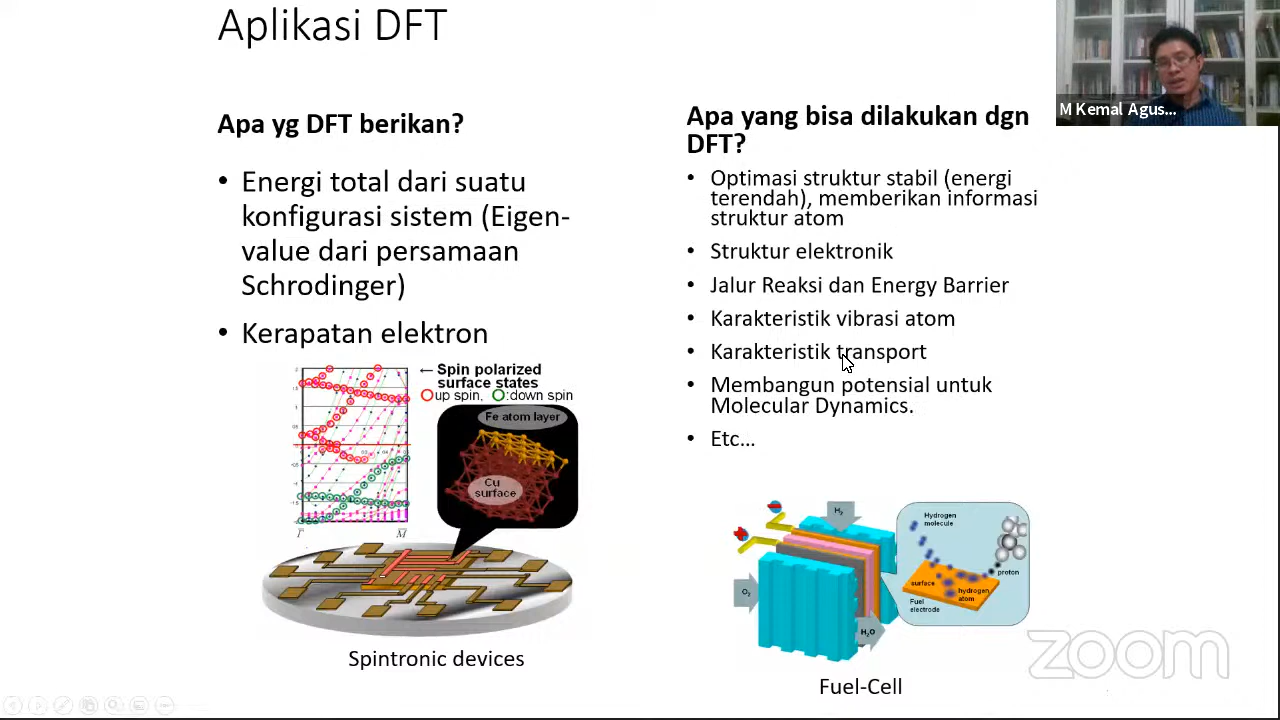 Aplikasi DFT
M Kemal Agus...
Apa yg DFT berikan?
• Energi total dari suatu
konfigurasi sistem (Eigen-
value dari persamaan
Schrodinger)
• Kerapatan elektron
← Spin polarized
surface states
up spin, :down spin
Fe atom layer
Cu
surface
Γ
M
Spintronic devices
Apa yang bisa dilakukan dgn
DFT?
• Optimasi struktur stabil (energi
terendah), memberikan informasi
struktur atom
• Struktur elektronik
• Jalur Reaksi dan Energy Barrier
• Karakteristik vibrasi atom
• Karakteristik transport
• Membangun potensial untuk
Molecular Dynamics.
• Etc...
H₂
O₂
H₂O
Hydrogen
molecule
proton
surface
hydrogen
atom
Fuel
electrode
Fuel-Cell
zoom